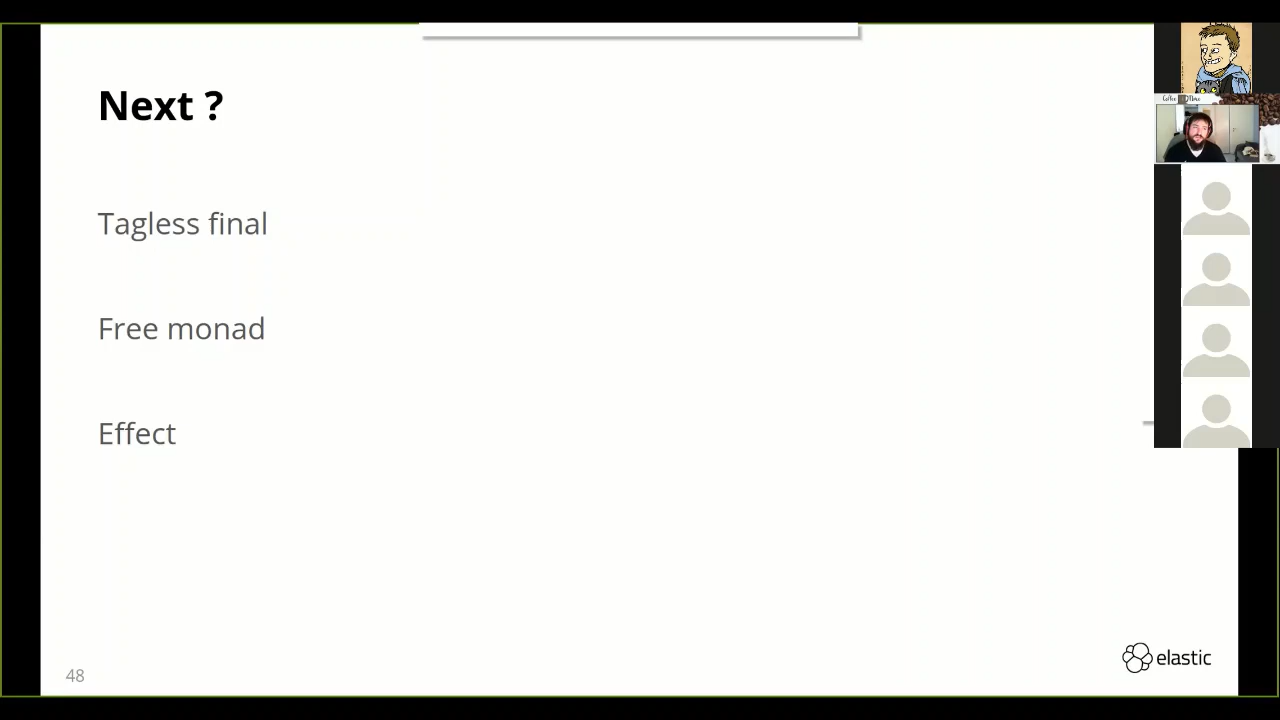 Next ?
Tagless final
Free monad
Effect
48
elastic